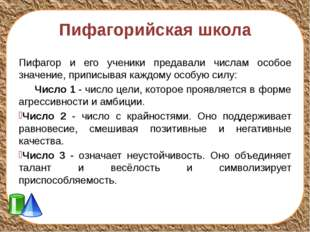 Пифагорийская школа
Пифагор и его ученики предавали числам особое
значение, приписывая каждому особую силу:
Число 1 - число цели, которое проявляется в форме
агрессивности и амбиции.
Число 2 - число с крайностями. Оно поддерживает
равновесие, смешивая позитивные и негативные
качества.
Число 3 - означает неустойчивость. Оно объединяет
талант и весёлость и символизирует
приспособляемость.